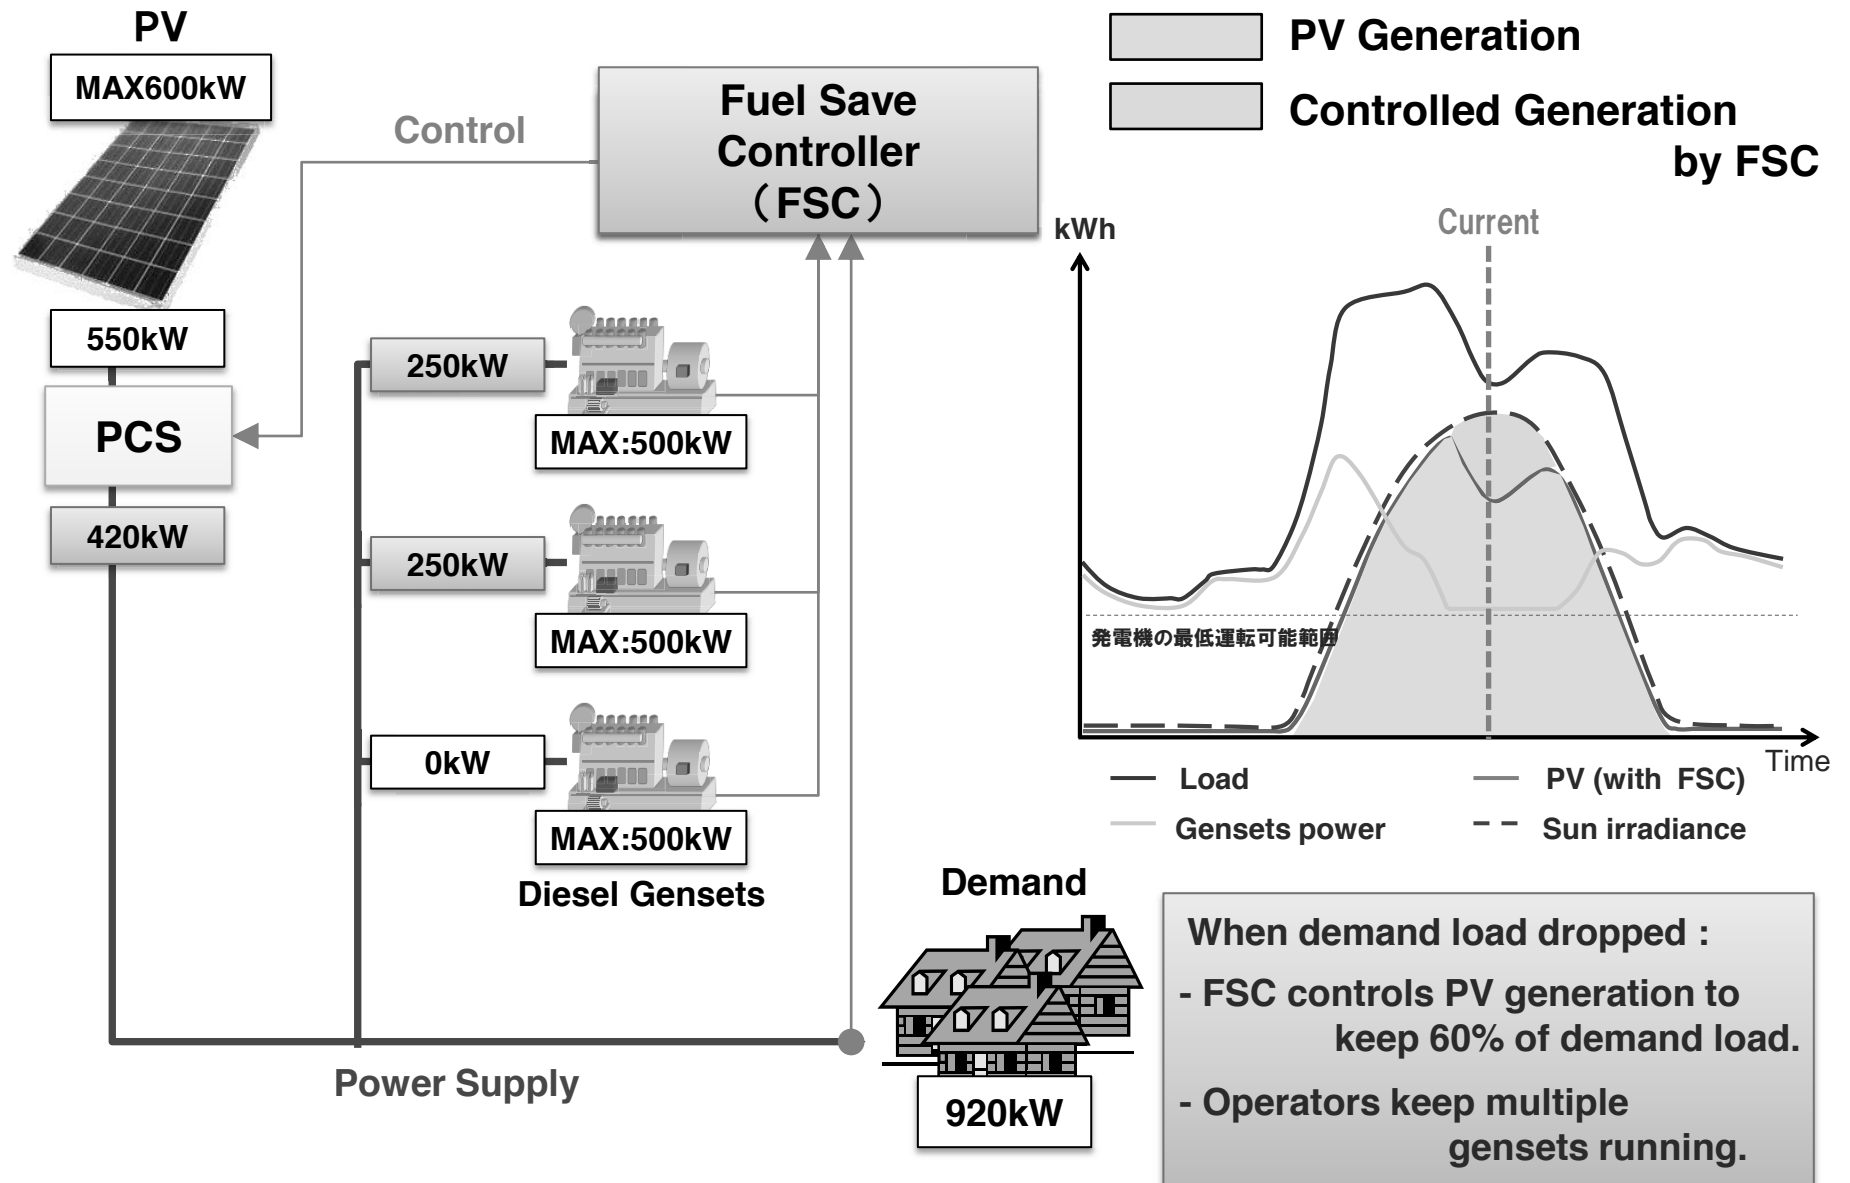 PV
MAX600kW
Control
Fuel Save
Controller
（FSC）
550kW
PCS
420kW
250kW
MAX:500kW
250kW
MAX:500kW
0kW
MAX:500kW
Diesel Gensets
Power Supply
Demand
920kW
PV Generation
Controlled Generation
by FSC
kWh
Current
発電機の最低運転可能範囲
Time
Load
PV (with FSC)
Gensets power
Sun irradiance
When demand load dropped :
- FSC controls PV generation to
keep 60% of demand load.
- Operators keep multiple
gensets running.